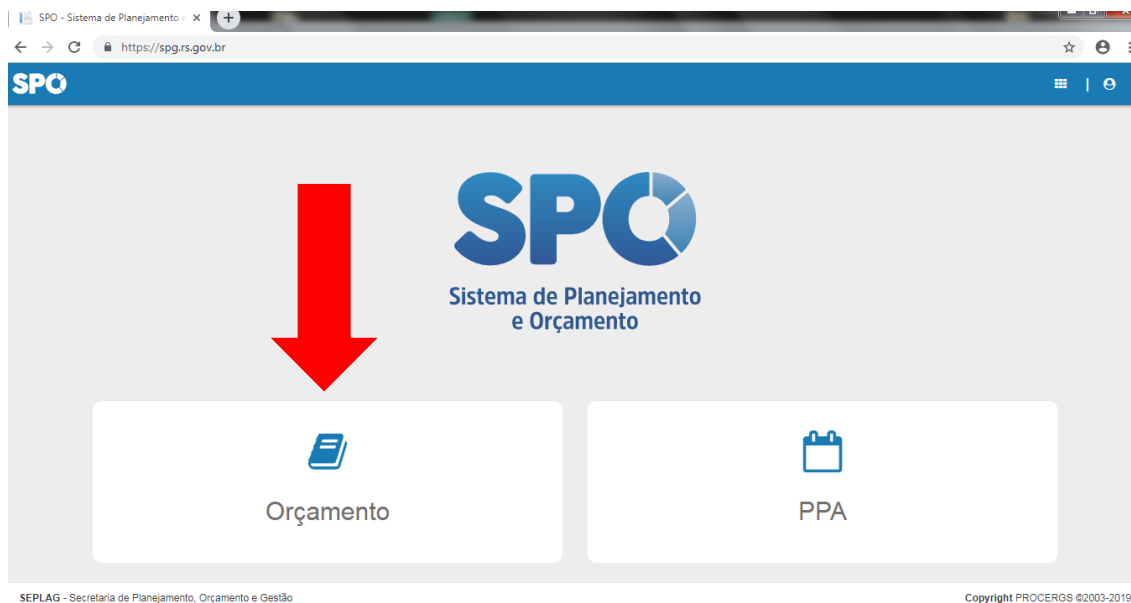 SPO - Sistema de Planejamento e
https://spg.rs.gov.br
SPO
SPO
Sistema de Planejamento
e Orçamento
Orçamento
PPA
SEPLAG - Secretaria de Planejamento, Orçamento e Gestão
Copyright PROCERGS ©2003-2019